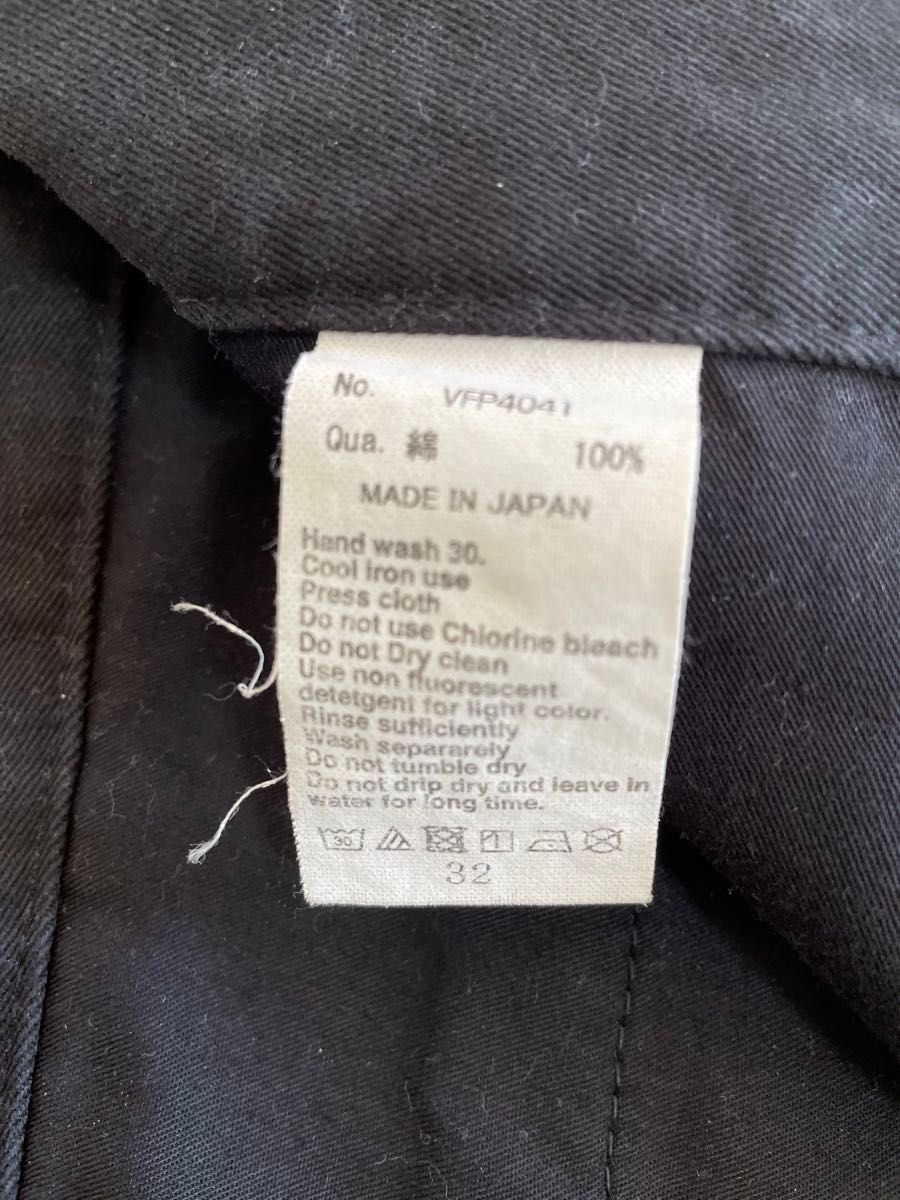 No. VFP4041
Qua. 綿 100%
MADE IN JAPAN
Hand wash 30.
Cool iron use
Press cloth
Do not use Chlorine bleach
Do not Dry clean
Use non fluorescent
detetgent for light color.
Rinse sufficiently
Wash separarely
Do not tumble dry
Do not drip dry and leave in
water for long time.
30
32